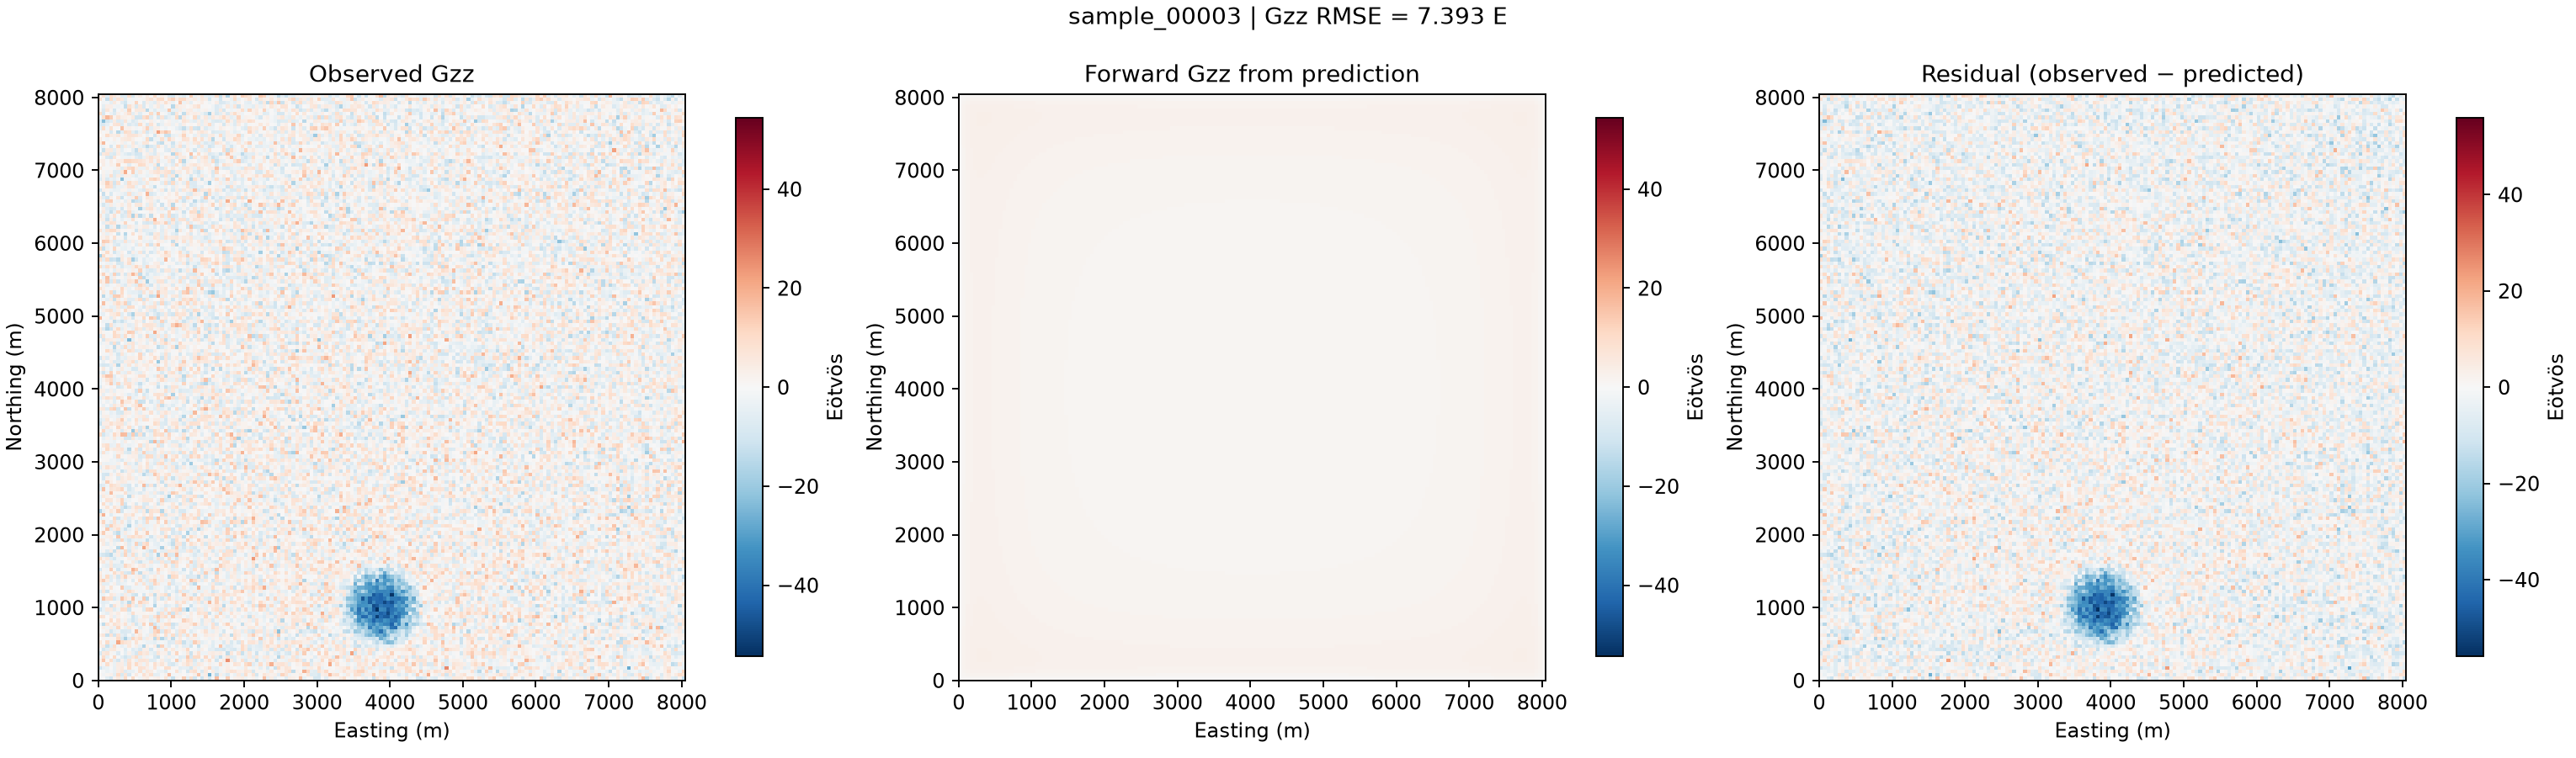 sample_00003 | Gzz RMSE = 7.393 E
Observed Gzz
8000
7000
6000
5000
4000
3000
2000
1000
0
0 1000 2000 3000 4000 5000 6000 7000 8000
Easting (m)
Northing (m)
40
20
0
−20
−40
Eötvös
Forward Gzz from prediction
8000
7000
6000
5000
4000
3000
2000
1000
0
0 1000 2000 3000 4000 5000 6000 7000 8000
Easting (m)
Northing (m)
40
20
0
−20
−40
Eötvös
Residual (observed − predicted)
8000
7000
6000
5000
4000
3000
2000
1000
0
0 1000 2000 3000 4000 5000 6000 7000 8000
Easting (m)
Northing (m)
40
20
0
−20
−40
Eötvös